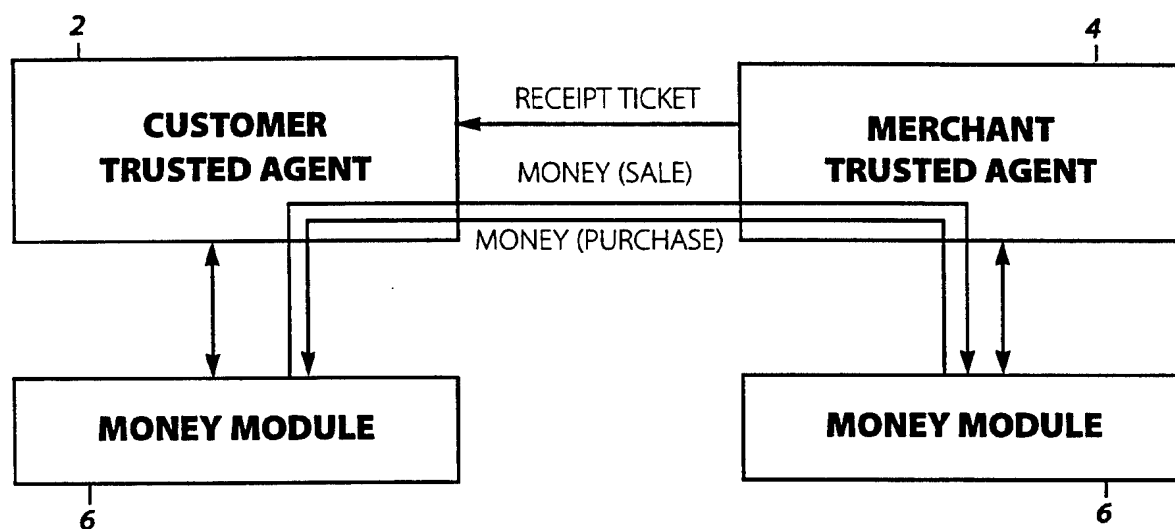 2
4
CUSTOMER
TRUSTED AGENT
RECEIPT TICKET
MERCHANT
TRUSTED AGENT
MONEY (SALE)
MONEY (PURCHASE)
MONEY MODULE
MONEY MODULE
6
6